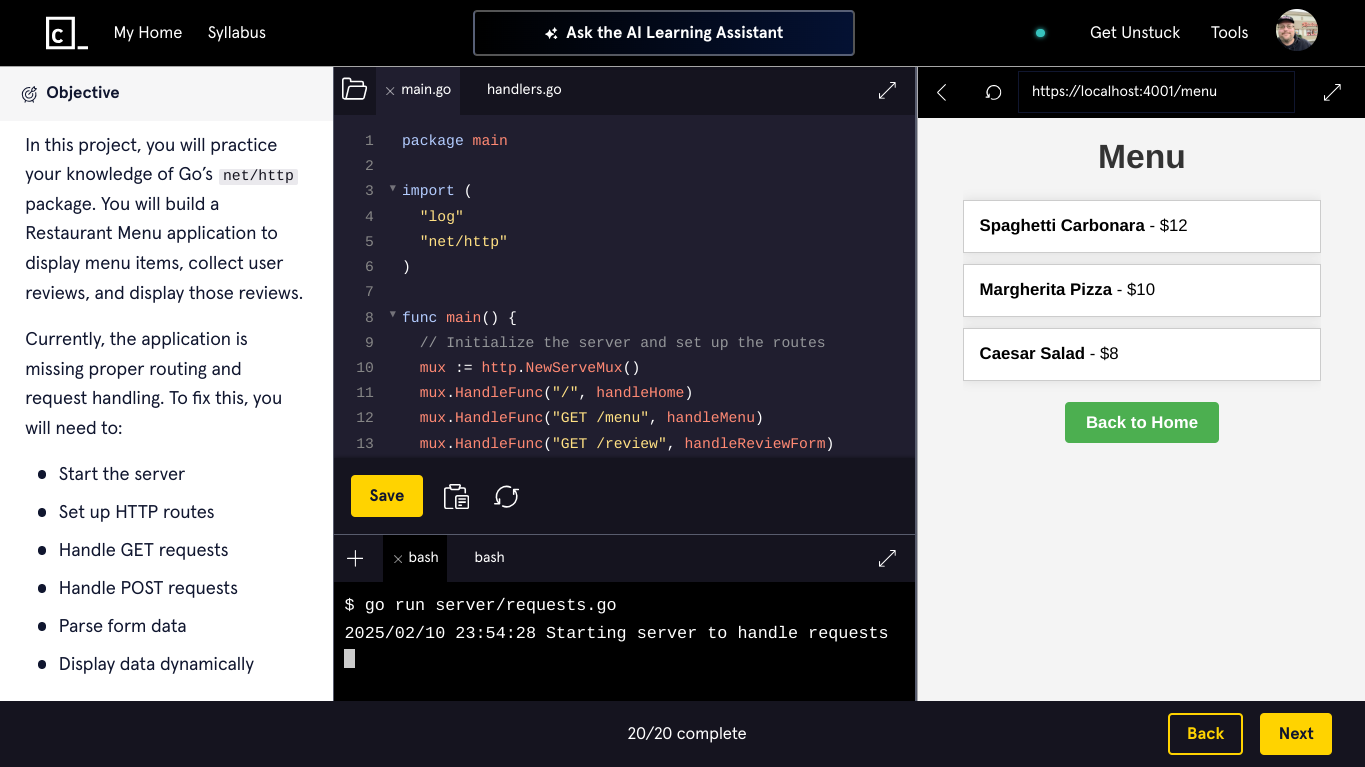 c
My Home
Syllabus
Ask the AI Learning Assistant
Get Unstuck
Tools
Objective
In this project, you will practice
your knowledge of Go’s net/http
package. You will build a
Restaurant Menu application to
display menu items, collect user
reviews, and display those reviews.
Currently, the application is
missing proper routing and
request handling. To fix this, you
will need to:
Start the server
Set up HTTP routes
Handle GET requests
Handle POST requests
Parse form data
Display data dynamically
main.go
handlers.go
1 package main
2
3 import (
4 "log"
5 "net/http"
6 )
7
8 func main() {
9 // Initialize the server and set up the routes
10 mux := http.NewServeMux()
11 mux.HandleFunc("/", handleHome)
12 mux.HandleFunc("GET /menu", handleMenu)
13 mux.HandleFunc("GET /review", handleReviewForm)
Save
bash
bash
$ go run server/requests.go
2025/02/10 23:54:28 Starting server to handle requests
https://localhost:4001/menu
Menu
Spaghetti Carbonara - $12
Margherita Pizza - $10
Caesar Salad - $8
Back to Home
20/20 complete
Back
Next